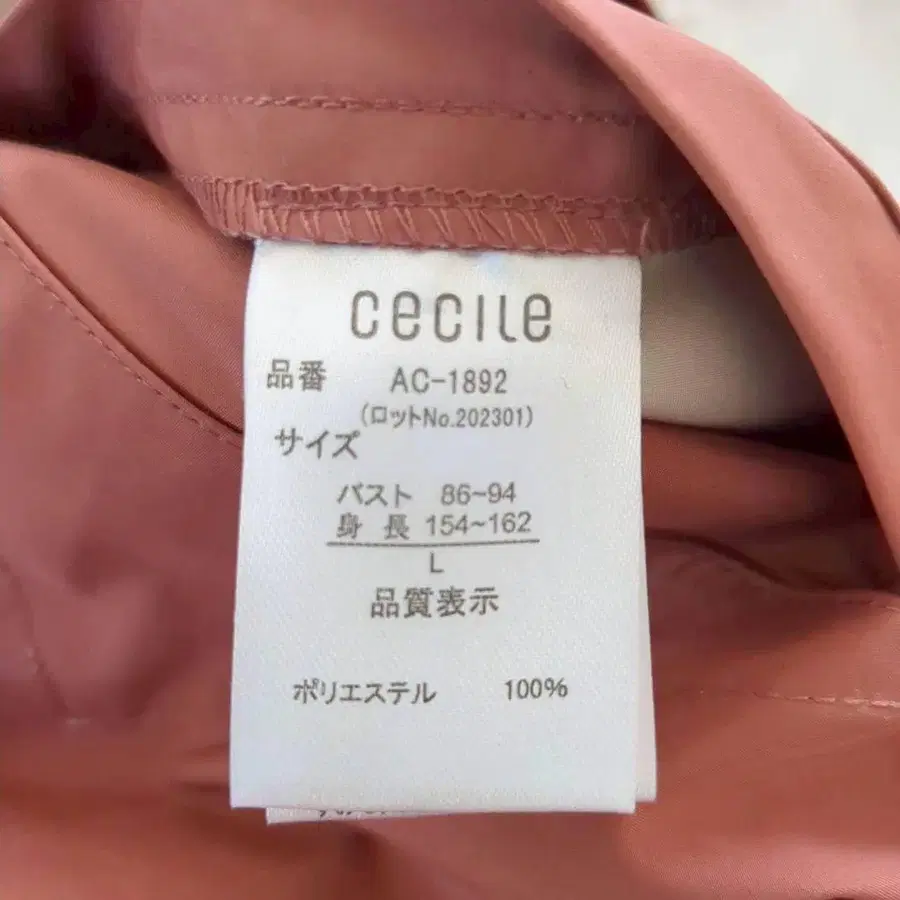 cecile
品番 AC-1892
(ロットNo.202301)
サイズ
バスト 86~94
身長 154~162
L
品質表示
ポリエステル 100%